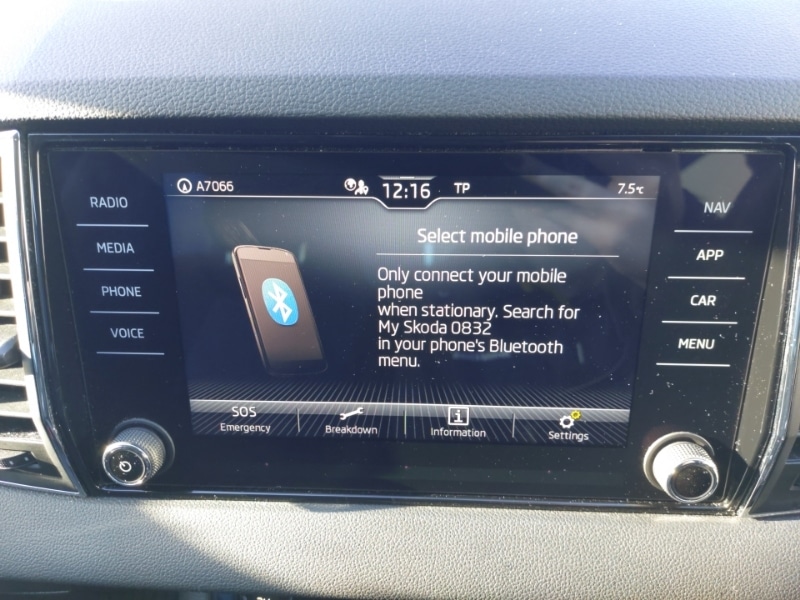 A7066 12:16 TP 7.5°C
RADIO
MEDIA
PHONE
VOICE
Select mobile phone
Only connect your mobile
phone
when stationary. Search for
My Skoda 0832
in your phone's Bluetooth
menu.
NAV
APP
CAR
MENU
SOS
Emergency
Breakdown
i
Information
Settings